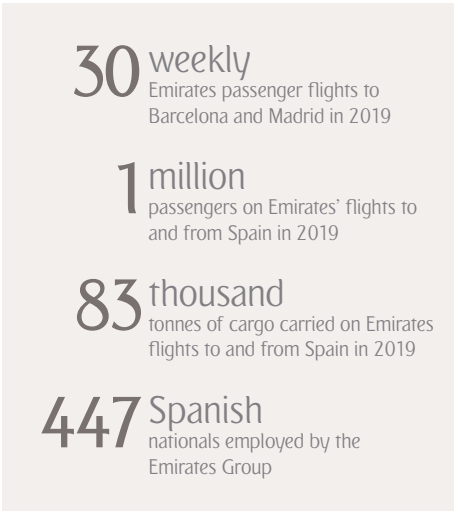 30 weekly
Emirates passenger flights to
Barcelona and Madrid in 2019
1 million
passengers on Emirates’ flights to
and from Spain in 2019
83 thousand
tonnes of cargo carried on Emirates
flights to and from Spain in 2019
447 Spanish
nationals employed by the
Emirates Group